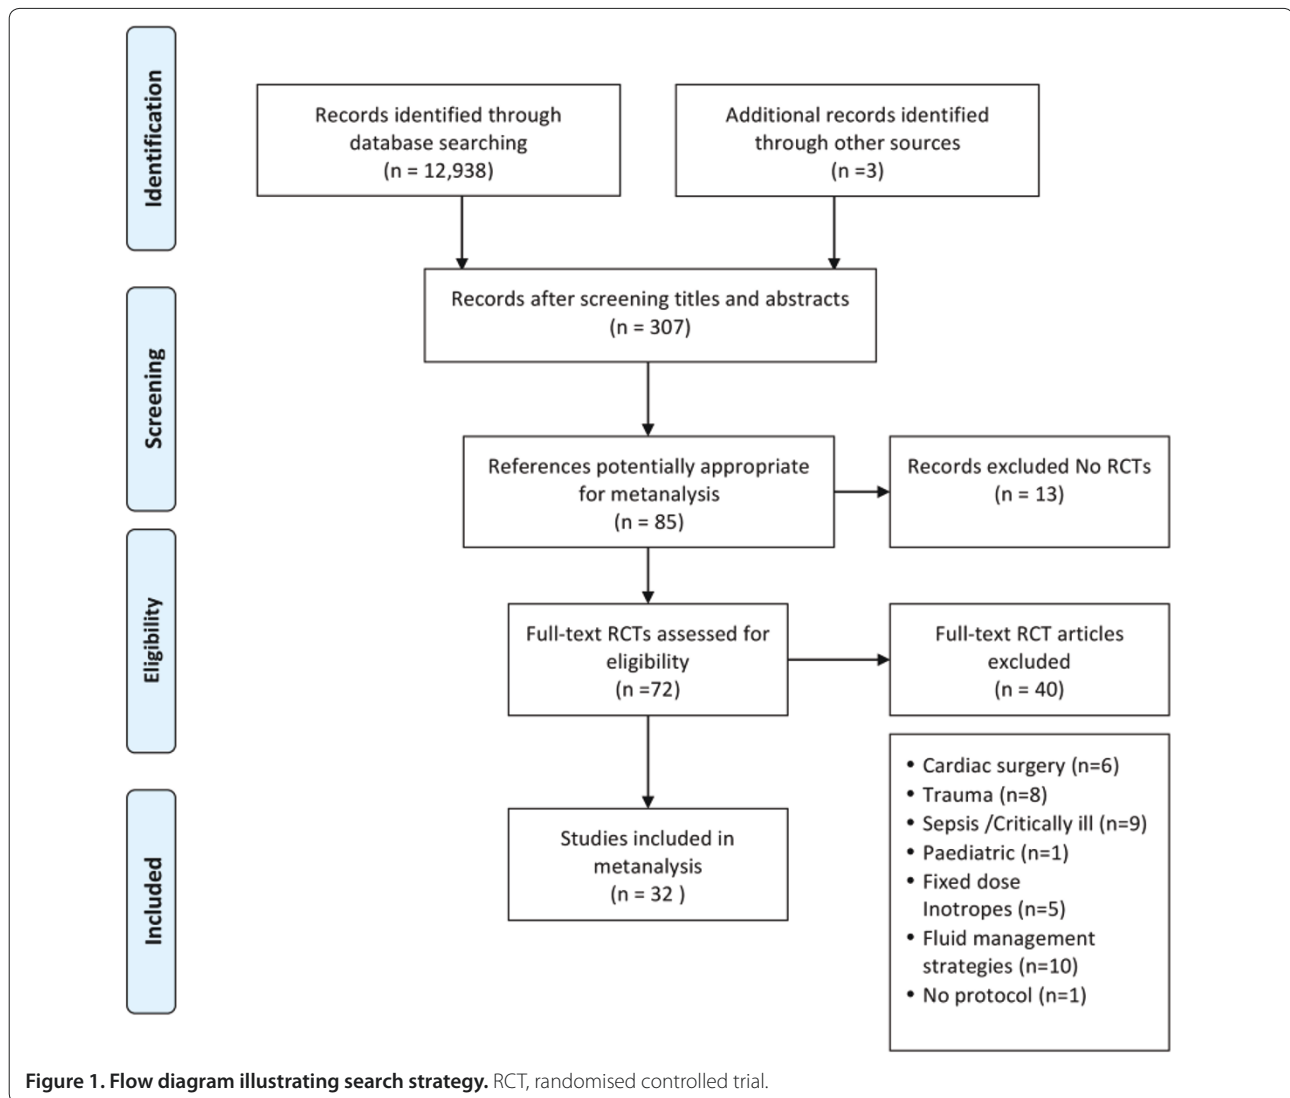 Identification
Records identified through
database searching
(n = 12,938)
Additional records identified
through other sources
(n =3)
Screening
Records after screening titles and abstracts
(n = 307)
References potentially appropriate
for metanalysis
(n = 85)
Records excluded No RCTs
(n = 13)
Eligibility
Full-text RCTs assessed for
eligibility
(n =72)
Full-text RCT articles
excluded
(n = 40)
• Cardiac surgery (n=6)
• Trauma (n=8)
• Sepsis /Critically ill (n=9)
• Paediatric (n=1)
• Fixed dose
Inotropes (n=5)
• Fluid management
strategies (n=10)
• No protocol (n=1)
Included
Studies included in
metanalysis
(n = 32 )
Figure 1. Flow diagram illustrating search strategy. RCT, randomised controlled trial.